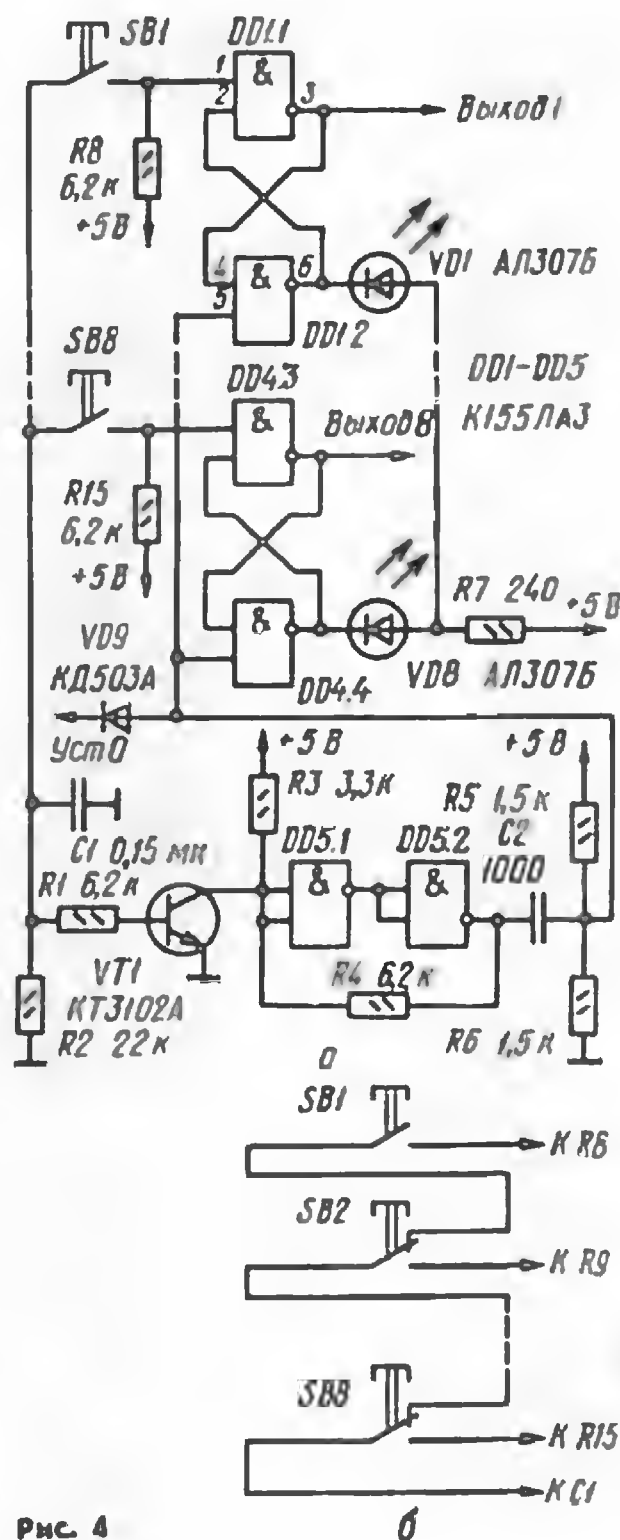 SB1
DD1.1
&
1
2
3
Выход1
R8
6,2к
+5В
4
5
&
6
VD1 АЛ307Б
DD1.2
SB8
DD4.3
DD1-DD5
К155ЛА3
&
Выход8
R15
6,2к
+5В
&
R7 240
+5В
VD9
КД503А
DD4.4
VD8 АЛ307Б
Уст0
+5В
+5В
R3 3,3к
R5 1,5к
C1 0,15 мк
DD5.1
DD5.2
C2
1000
R1 6,2к
&
&
VT1
КТ3102А
R4 6,2к
R2 22к
R6 1,5к
а
SB1
К R6
SB2
К R9
SB8
К R15
К C1
Рис. 4
б